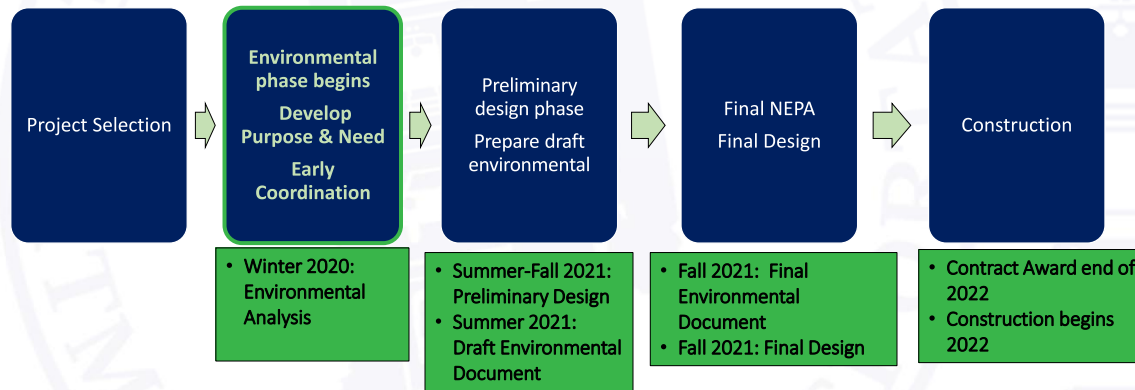 Project Selection
Environmental
phase begins
Develop
Purpose & Need
Early
Coordination
Preliminary
design phase
Prepare draft
environmental
Final NEPA
Final Design
Construction
• Winter 2020:
Environmental
Analysis
• Summer-Fall 2021:
Preliminary Design
• Summer 2021:
Draft Environmental
Document
• Fall 2021:  Final
Environmental
Document
• Fall 2021: Final Design
• Contract Award end of
2022
• Construction begins
2022